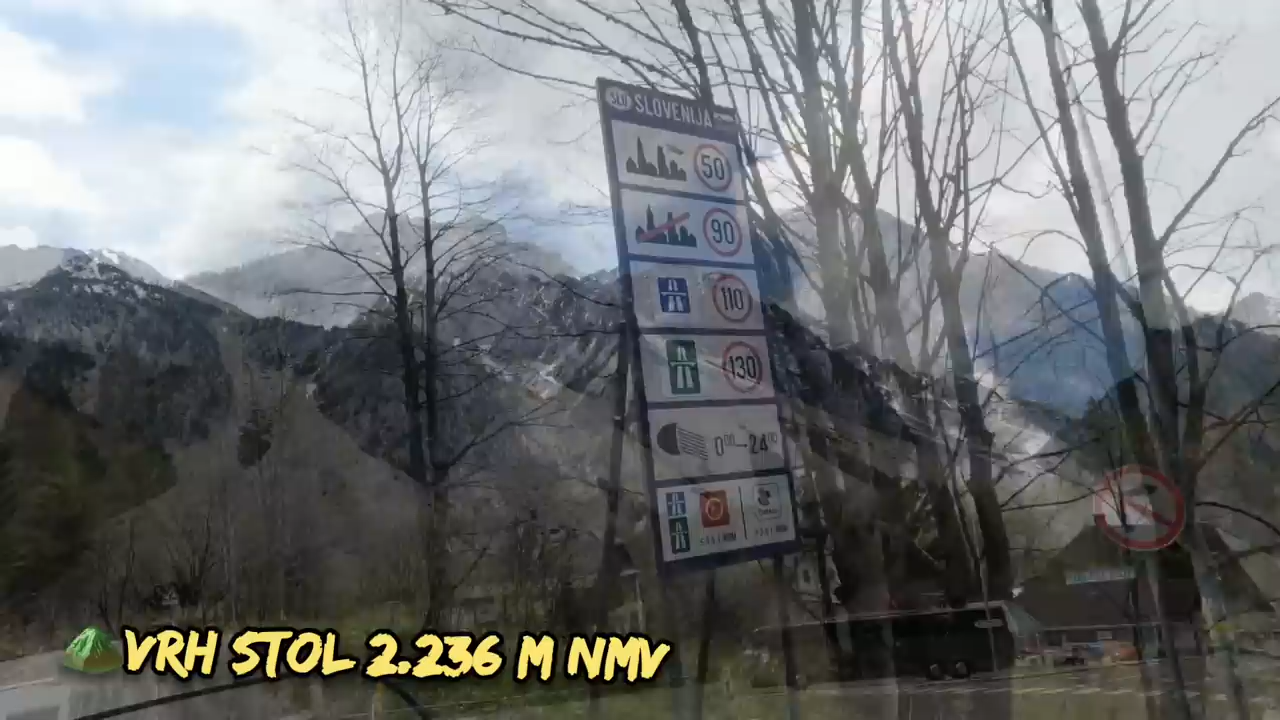 SLO SLOVENIJA
50
90
110
130
0⁰⁰-24⁰⁰
VRH STOL 2.236 M NMV